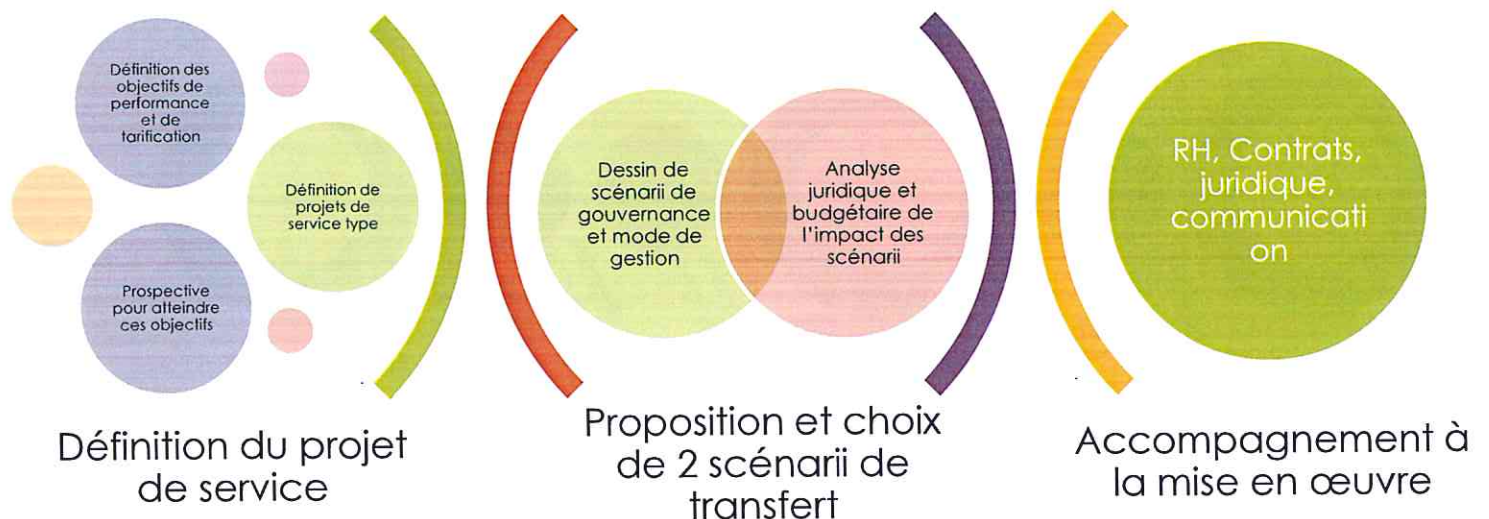 Définition des
objectifs de
performance
et de
tarification
Définition de
projets de
service type
Prospective
pour atteindre
ces objectifs
Définition du projet
de service
Dessin de
scénarii de
gouvernance
et mode de
gestion
Analyse
juridique et
budgétaire de
l'impact des
scénarii
Proposition et choix
de 2 scénarii de
transfert
RH, Contrats,
juridique,
communicati
on
Accompagnement à
la mise en œuvre